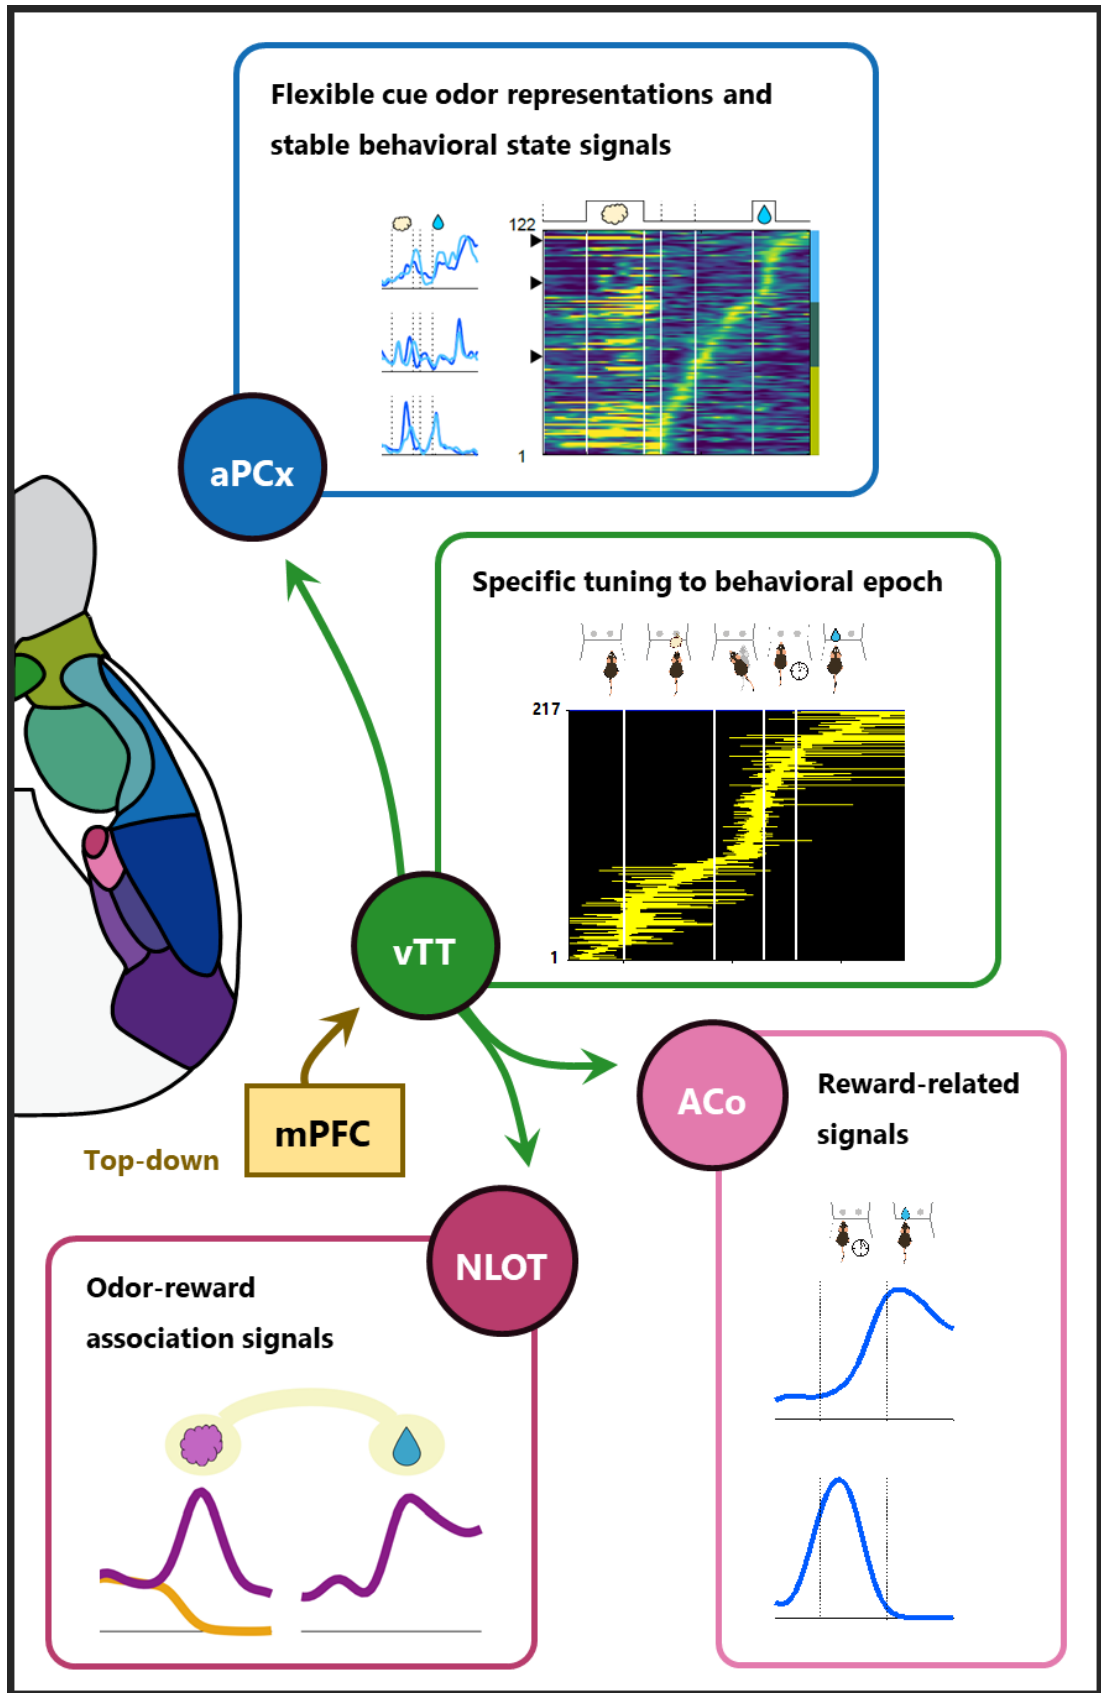 Flexible cue odor representations and
stable behavioral state signals
122
1
aPCx
Specific tuning to behavioral epoch
217
1
vTT
mPFC
Top-down
ACo
Reward-related
signals
NLOT
Odor-reward
association signals